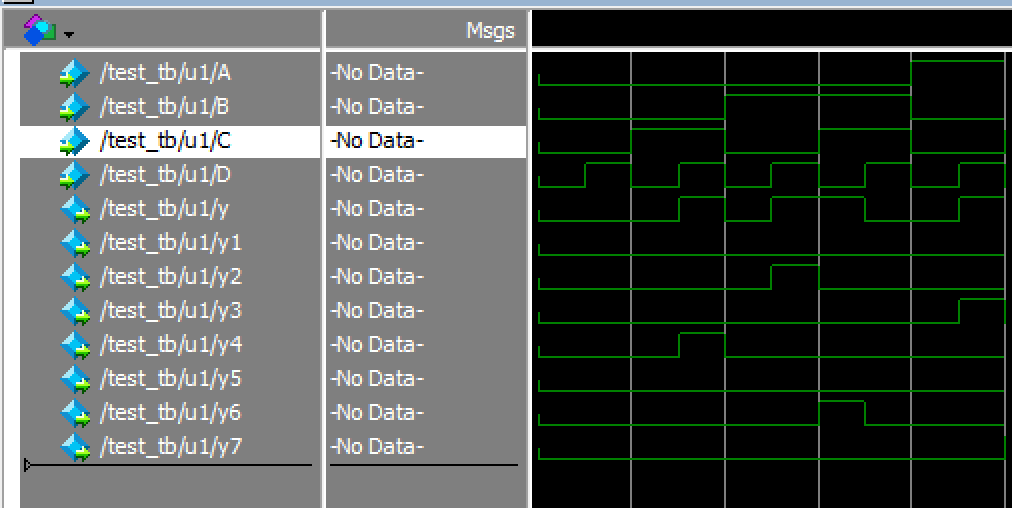 Msgs
/test_tb/u1/A -No Data-
/test_tb/u1/B -No Data-
/test_tb/u1/C -No Data-
/test_tb/u1/D -No Data-
/test_tb/u1/y -No Data-
/test_tb/u1/y1 -No Data-
/test_tb/u1/y2 -No Data-
/test_tb/u1/y3 -No Data-
/test_tb/u1/y4 -No Data-
/test_tb/u1/y5 -No Data-
/test_tb/u1/y6 -No Data-
/test_tb/u1/y7 -No Data-